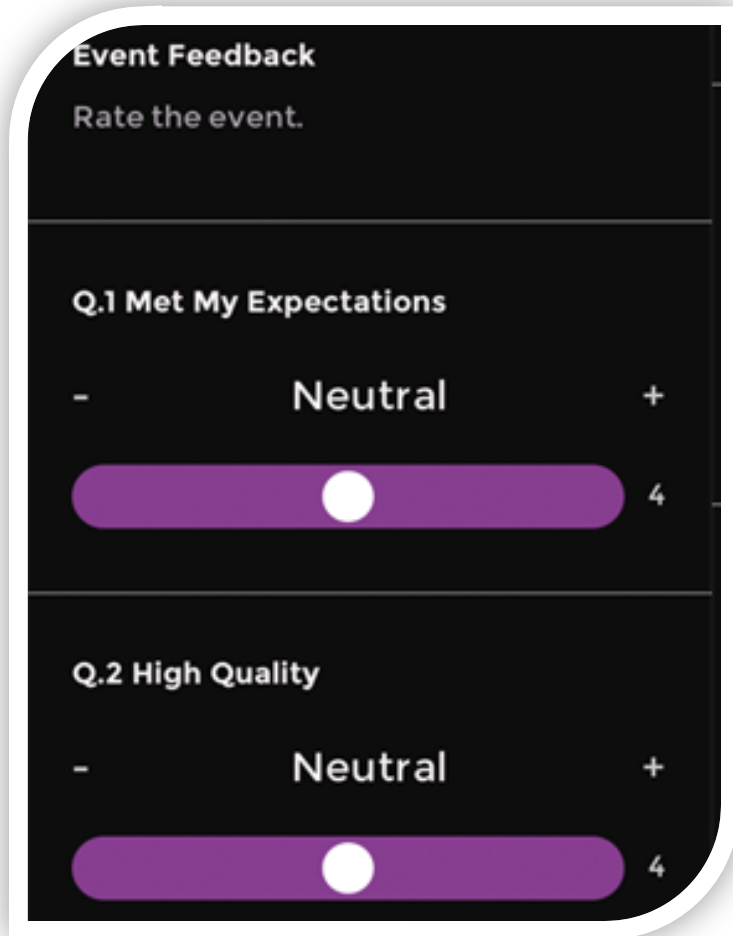 Event Feedback
Rate the event.
Q.1 Met My Expectations
- Neutral +
4
Q.2 High Quality
- Neutral +
4